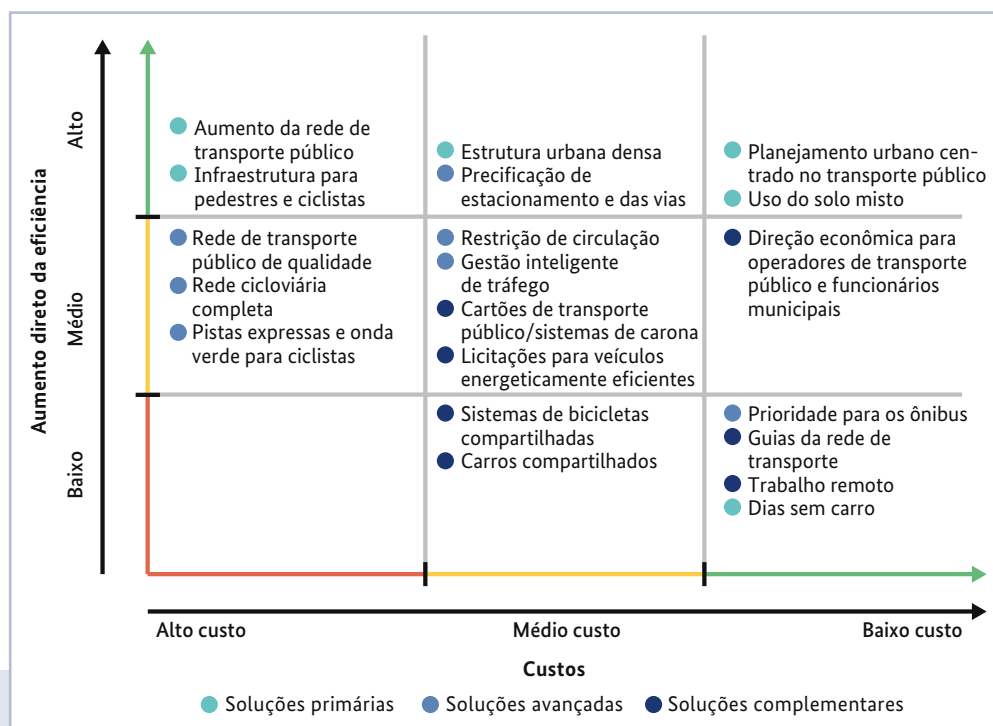 Aumento direto da eficiência
Alto
Médio
Baixo
Aumento da rede de
transporte público
Infraestrutura para
pedestres e ciclistas
Estrutura urbana densa
Precificação de
estacionamento e das vias
Planejamento urbano cen-
trado no transporte público
Uso do solo misto
Rede de transporte
público de qualidade
Rede cicloviária
completa
Pistas expressas e onda
verde para ciclistas
Restrição de circulação
Gestão inteligente
de tráfego
Cartões de transporte
público/sistemas de carona
Licitações para veículos
energeticamente eficientes
Direção econômica para
operadores de transporte
público e funcionários
municipais
Sistemas de bicicletas
compartilhadas
Carros compartilhados
Prioridade para os ônibus
Guias da rede de
transporte
Trabalho remoto
Dias sem carro
Alto custo
Médio custo
Baixo custo
Custos
Soluções primárias
Soluções avançadas
Soluções complementares